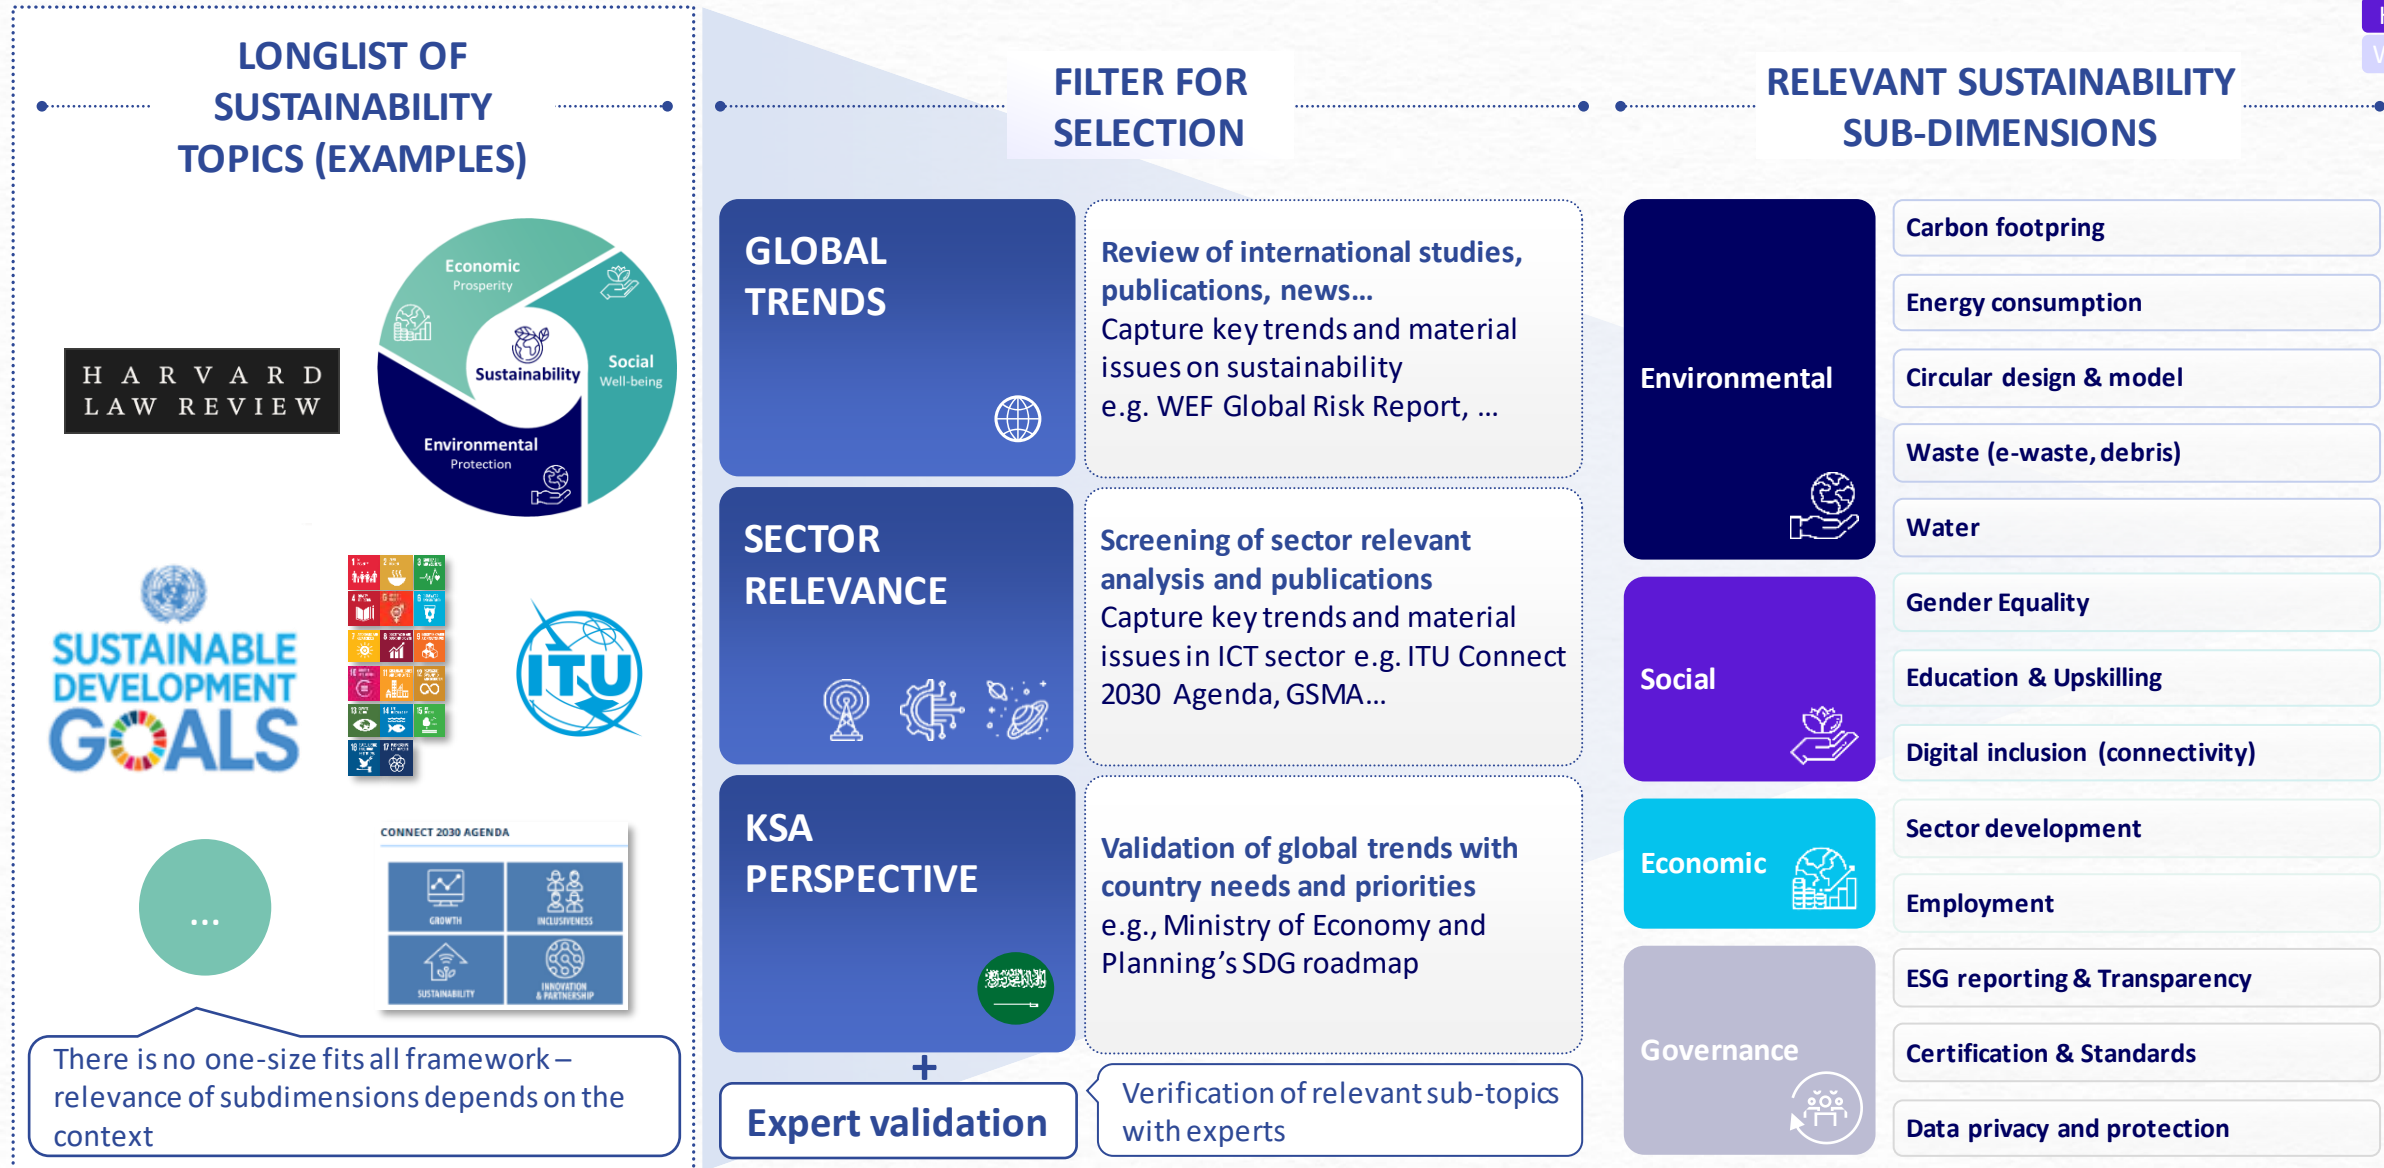 LONGLIST OF
SUSTAINABILITY
TOPICS (EXAMPLES)
HARVARD
LAW REVIEW
Economic
Prosperity
Social
Well-being
Sustainability
Environmental
Protection
SUSTAINABLE
DEVELOPMENT
GOALS
ITU
...
CONNECT 2030 AGENDA
GROWTH
INCLUSIVENESS
SUSTAINABILITY
INNOVATION
& PARTNERSHIP
There is no one-size fits all framework –
relevance of subdimensions depends on the
context
FILTER FOR
SELECTION
GLOBAL
TRENDS
Review of international studies,
publications, news...
Capture key trends and material
issues on sustainability
e.g. WEF Global Risk Report, ...
SECTOR
RELEVANCE
Screening of sector relevant
analysis and publications
Capture key trends and material
issues in ICT sector e.g. ITU Connect
2030 Agenda, GSMA...
KSA
PERSPECTIVE
Validation of global trends with
country needs and priorities
e.g., Ministry of Economy and
Planning's SDG roadmap
+
Expert validation
Verification of relevant sub-topics
with experts
RELEVANT SUSTAINABILITY
SUB-DIMENSIONS
Environmental
Carbon footpring
Energy consumption
Circular design & model
Waste (e-waste, debris)
Water
Social
Gender Equality
Education & Upskilling
Digital inclusion (connectivity)
Economic
Sector development
Employment
Governance
ESG reporting & Transparency
Certification & Standards
Data privacy and protection